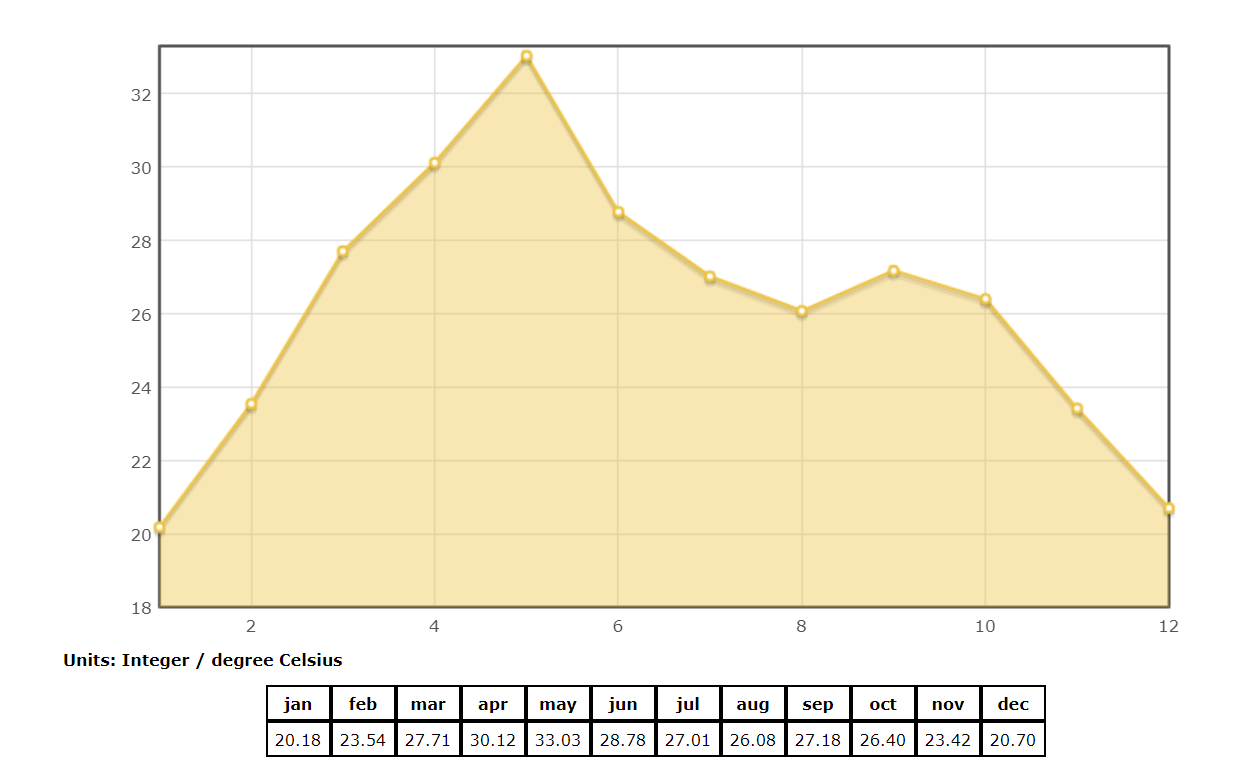 32
30
28
26
24
22
20
18
2 4 6 8 10 12
Units: Integer / degree Celsius
jan feb mar apr may jun jul aug sep oct nov dec
20.18 23.54 27.71 30.12 33.03 28.78 27.01 26.08 27.18 26.40 23.42 20.70